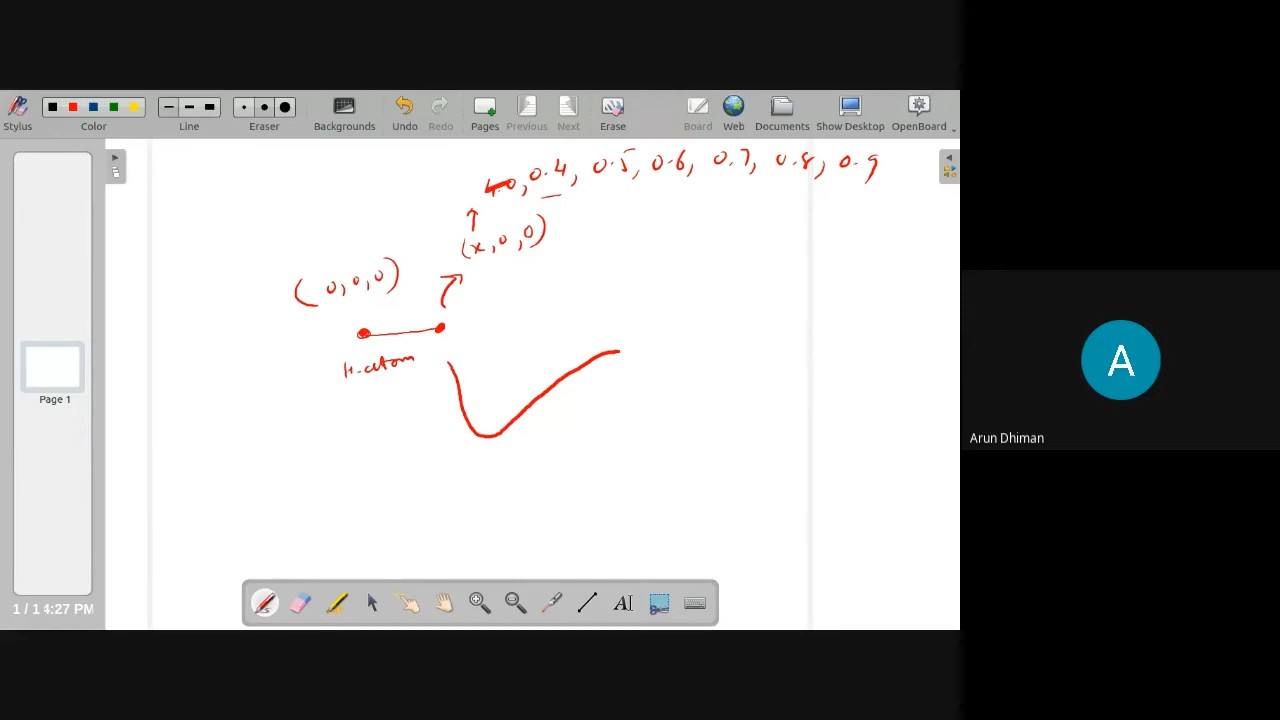 Stylus Color Line Eraser Backgrounds Undo Redo Pages Previous Next Erase Board Web Documents Show Desktop OpenBoard
, 0.4, 0.5, 0.6, 0.7, 0.8, 0.9
(x, 0, 0)
(0, 0, 0)
H-atom
Page 1
A
Arun Dhiman
AI
1 / 1 4:27 PM